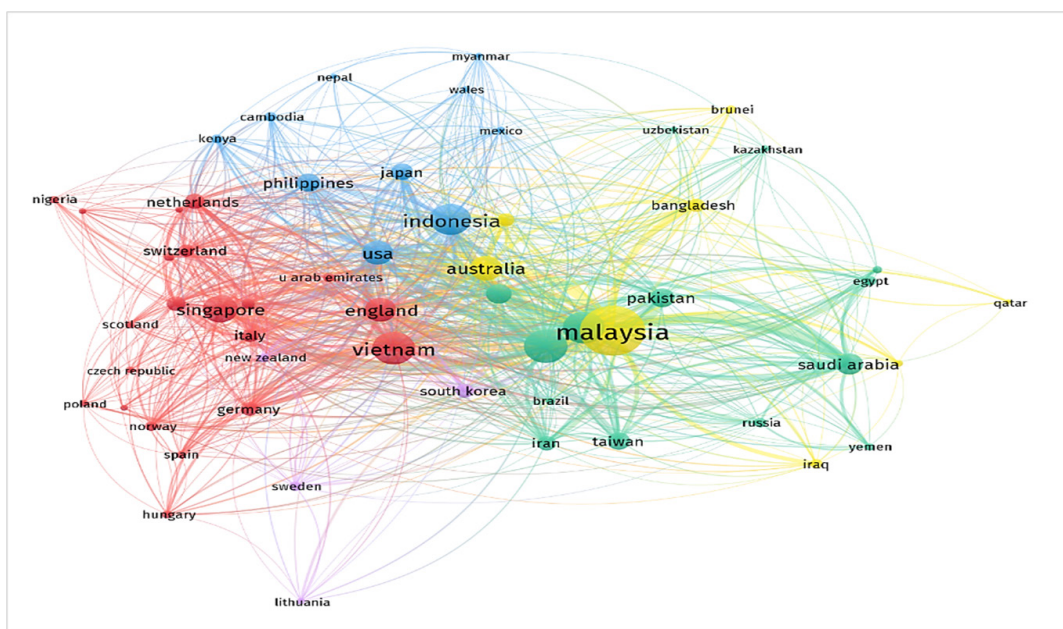 myanmar
nepal
wales
brunei
cambodia
mexico
uzbekistan
kenya
kazakhstan
japan
philippines
nigeria
netherlands
bangladesh
indonesia
switzerland
usa
australia
u arab emirates
egypt
pakistan
qatar
singapore
england
scotland
malaysia
italy
vietnam
new zealand
saudi arabia
czech republic
south korea
brazil
poland
germany
russia
norway
iran
taiwan
yemen
spain
iraq
sweden
hungary
lithuania